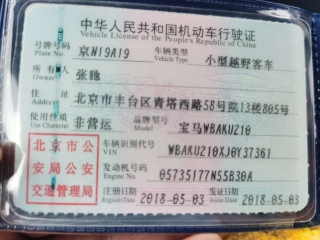 中华人民共和国机动车行驶证
Vehicle License of the People's Republic of China
号牌号码 京N19A19 车辆类型 小型越野客车
Plate No. Vehicle Type
所有人 张驰
Owner
住址 北京市丰台区青塔西路58号院13楼805号
使用性质 非营运 品牌型号 宝马WBAKU210
Use Character Model
北京市公安局公安交通管理局
车辆识别代号 WBAKU210XJ0Y37361
VIN
发动机号码 05735177N55B30A
Engine No.
注册日期 2018-05-03 发证日期 2018-05-03
Register Date Issue Date